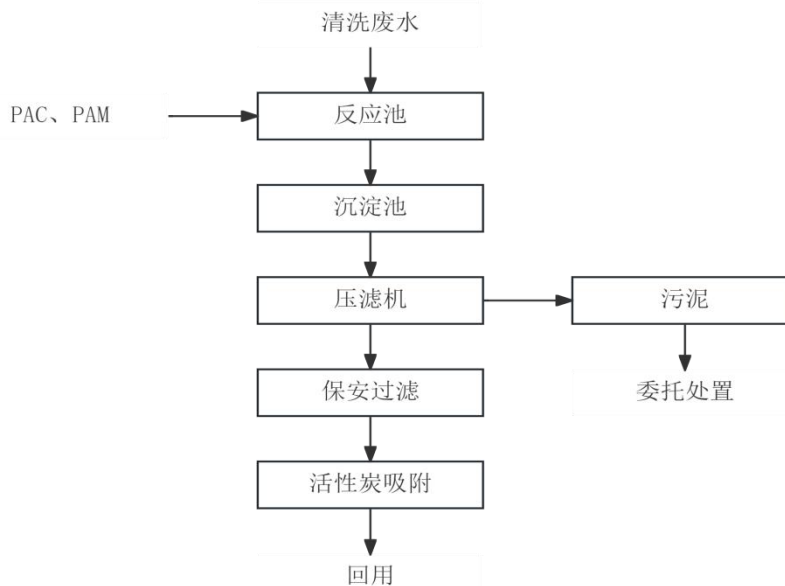 清洗废水
PAC、PAM
反应池
沉淀池
压滤机
污泥
保安过滤
委托处置
活性炭吸附
回用